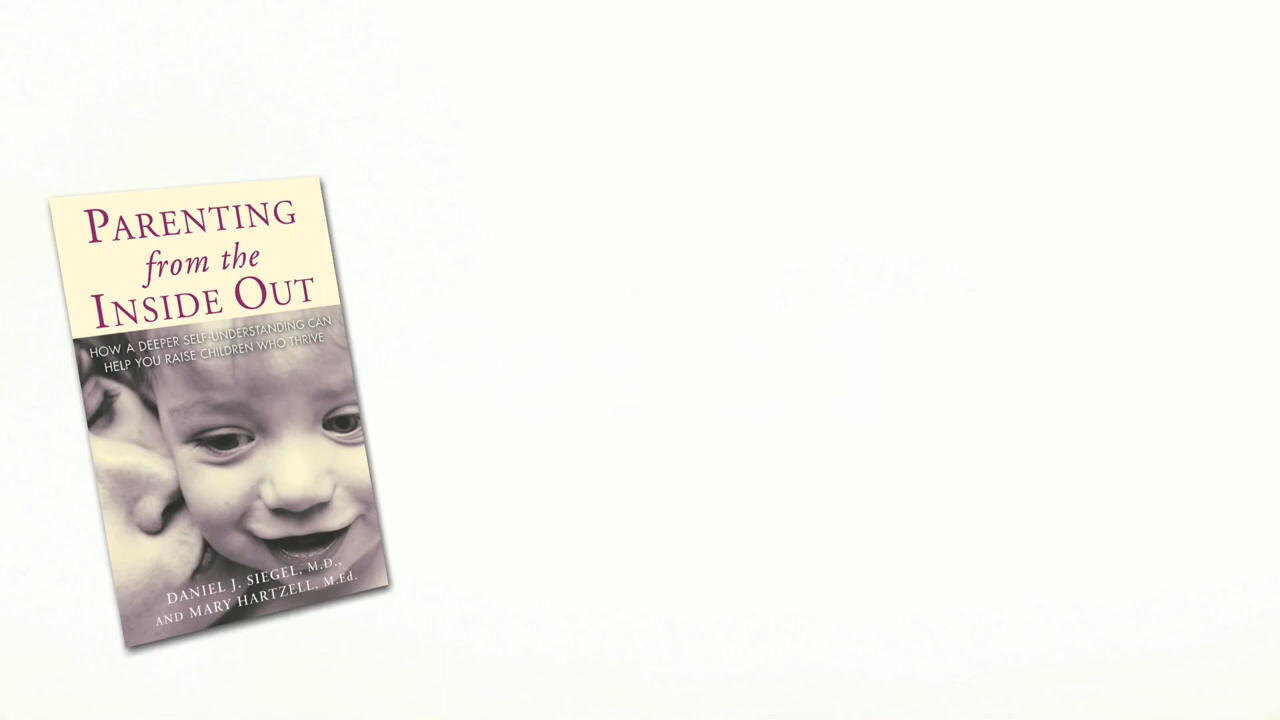 PARENTING
from the
INSIDE OUT
HOW A DEEPER SELF-UNDERSTANDING CAN
HELP YOU RAISE CHILDREN WHO THRIVE
DANIEL J. SIEGEL, M.D.,
AND MARY HARTZELL, M.Ed.